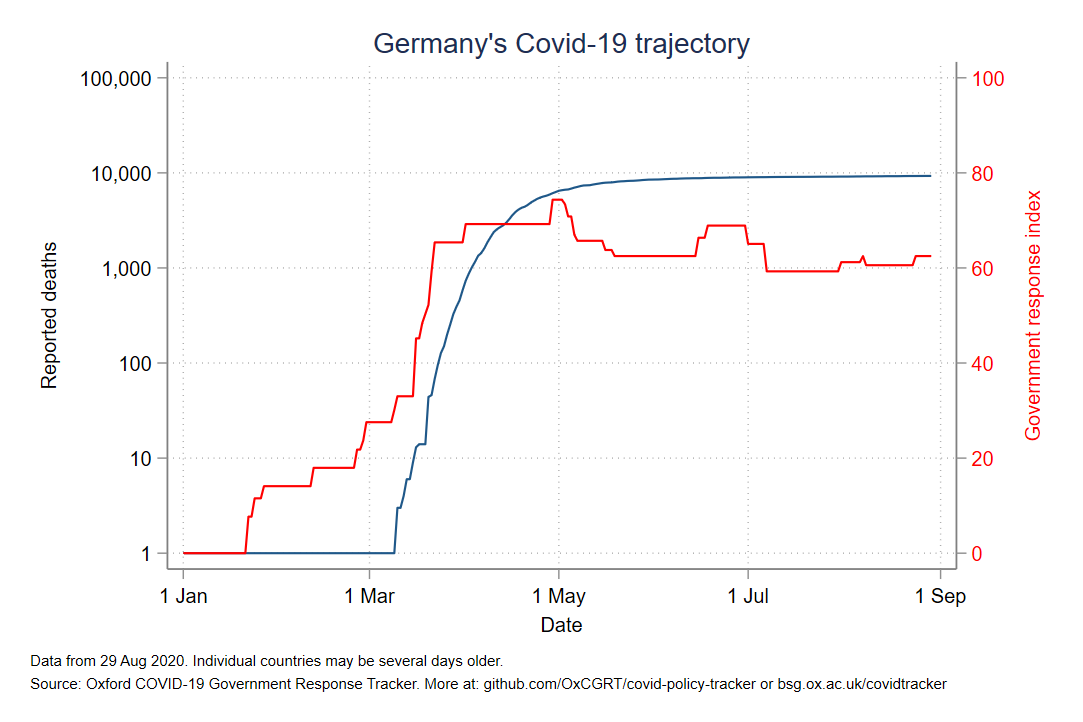 Germany's Covid-19 trajectory
100,000
10,000
1,000
100
10
1
Reported deaths
100
80
60
40
20
0
Government response index
1 Jan
1 Mar
1 May
1 Jul
1 Sep
Date
Data from 29 Aug 2020. Individual countries may be several days older.
Source: Oxford COVID-19 Government Response Tracker. More at: github.com/OxCGRT/covid-policy-tracker or bsg.ox.ac.uk/covidtracker